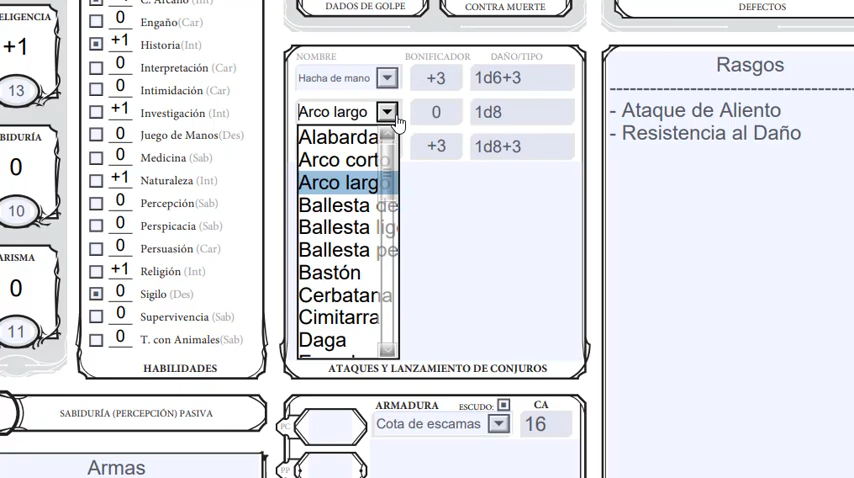 ELIGENCIA
+1
13
BIDURÍA
0
10
ARISMA
0
11
0 Engaño(Car)
+1 Historia(Int)
0 Interpretación (Car)
0 Intimidación (Car)
+1 Investigación (Int)
0 Juego de Manos(Des)
0 Medicina (Sab)
+1 Naturaleza (Int)
0 Percepción(Sab)
0 Perspicacia (Sab)
0 Persuasión (Car)
+1 Religión (Int)
0 Sigilo (Des)
0 Supervivencia (Sab)
0 T. con Animales(Sab)
HABILIDADES
SABIDURÍA (PERCEPCIÓN) PASIVA
Armas
DADOS DE GOLPE
CONTRA MUERTE
NOMBRE BONIFICADOR DAÑO/TIPO
Hacha de mano +3 1d6+3
Arco largo 0 1d8
+3 1d8+3
Alabarda
Arco corto
Arco largo
Ballesta de
Ballesta lig
Ballesta pe
Bastón
Cerbatana
Cimitarra
Daga
ATAQUES Y LANZAMIENTO DE CONJUROS
ARMADURA ESCUDO: CA
PC
Cota de escamas 16
PP
DEFECTOS
Rasgos
------------------------------------------
- Ataque de Aliento
- Resistencia al Daño